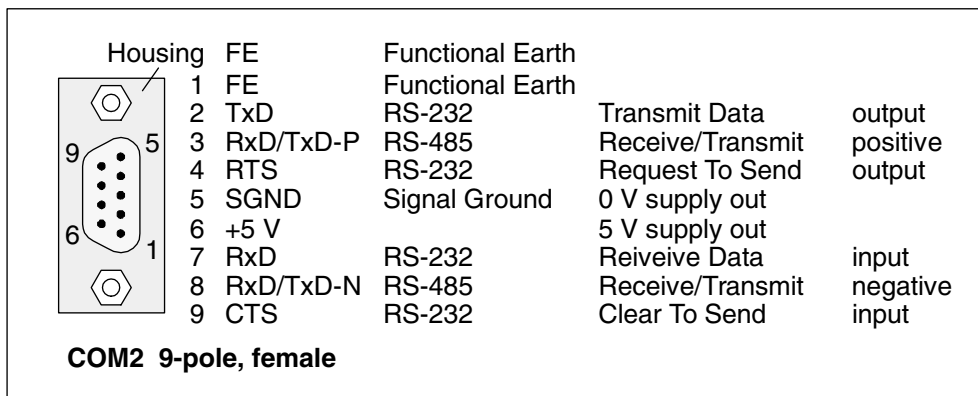 Housing FE Functional Earth
1 FE Functional Earth
2 TxD RS-232 Transmit Data output
3 RxD/TxD-P RS-485 Receive/Transmit positive
4 RTS RS-232 Request To Send output
5 SGND Signal Ground 0 V supply out
6 +5 V 5 V supply out
7 RxD RS-232 Reiveive Data input
8 RxD/TxD-N RS-485 Receive/Transmit negative
9 CTS RS-232 Clear To Send input
9 5
6 1
COM2 9-pole, female